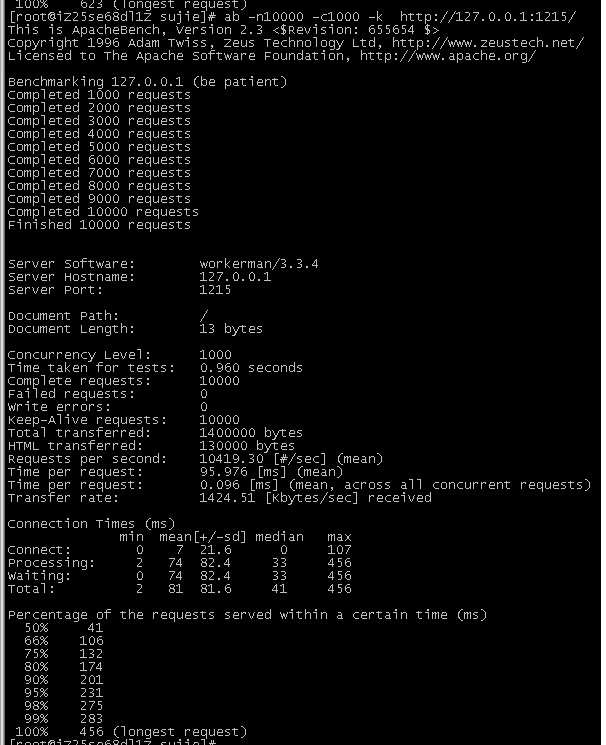 100% 623 (longest request)
[root@iZ25se68dl1Z sujie]# ab -n10000 -c1000 -k http://127.0.0.1:1215/
This is ApacheBench, Version 2.3 <$Revision: 655654 $>
Copyright 1996 Adam Twiss, Zeus Technology Ltd, http://www.zeustech.net/
Licensed to The Apache Software Foundation, http://www.apache.org/
Benchmarking 127.0.0.1 (be patient)
Completed 1000 requests
Completed 2000 requests
Completed 3000 requests
Completed 4000 requests
Completed 5000 requests
Completed 6000 requests
Completed 7000 requests
Completed 8000 requests
Completed 9000 requests
Completed 10000 requests
Finished 10000 requests
Server Software: workerman/3.3.4
Server Hostname: 127.0.0.1
Server Port: 1215
Document Path: /
Document Length: 13 bytes
Concurrency Level: 1000
Time taken for tests: 0.960 seconds
Complete requests: 10000
Failed requests: 0
Write errors: 0
Keep-Alive requests: 10000
Total transferred: 1400000 bytes
HTML transferred: 130000 bytes
Requests per second: 10419.30 [#/sec] (mean)
Time per request: 95.976 [ms] (mean)
Time per request: 0.096 [ms] (mean, across all concurrent requests)
Transfer rate: 1424.51 [Kbytes/sec] received
Connection Times (ms)
min mean[+/-sd] median max
Connect: 0 7 21.6 0 107
Processing: 2 74 82.4 33 456
Waiting: 0 74 82.4 33 456
Total: 2 81 81.6 41 456
Percentage of the requests served within a certain time (ms)
50% 41
66% 106
75% 132
80% 174
90% 201
95% 231
98% 275
99% 283
100% 456 (longest request)
[root@iZ25se68dl1Z sujie]#